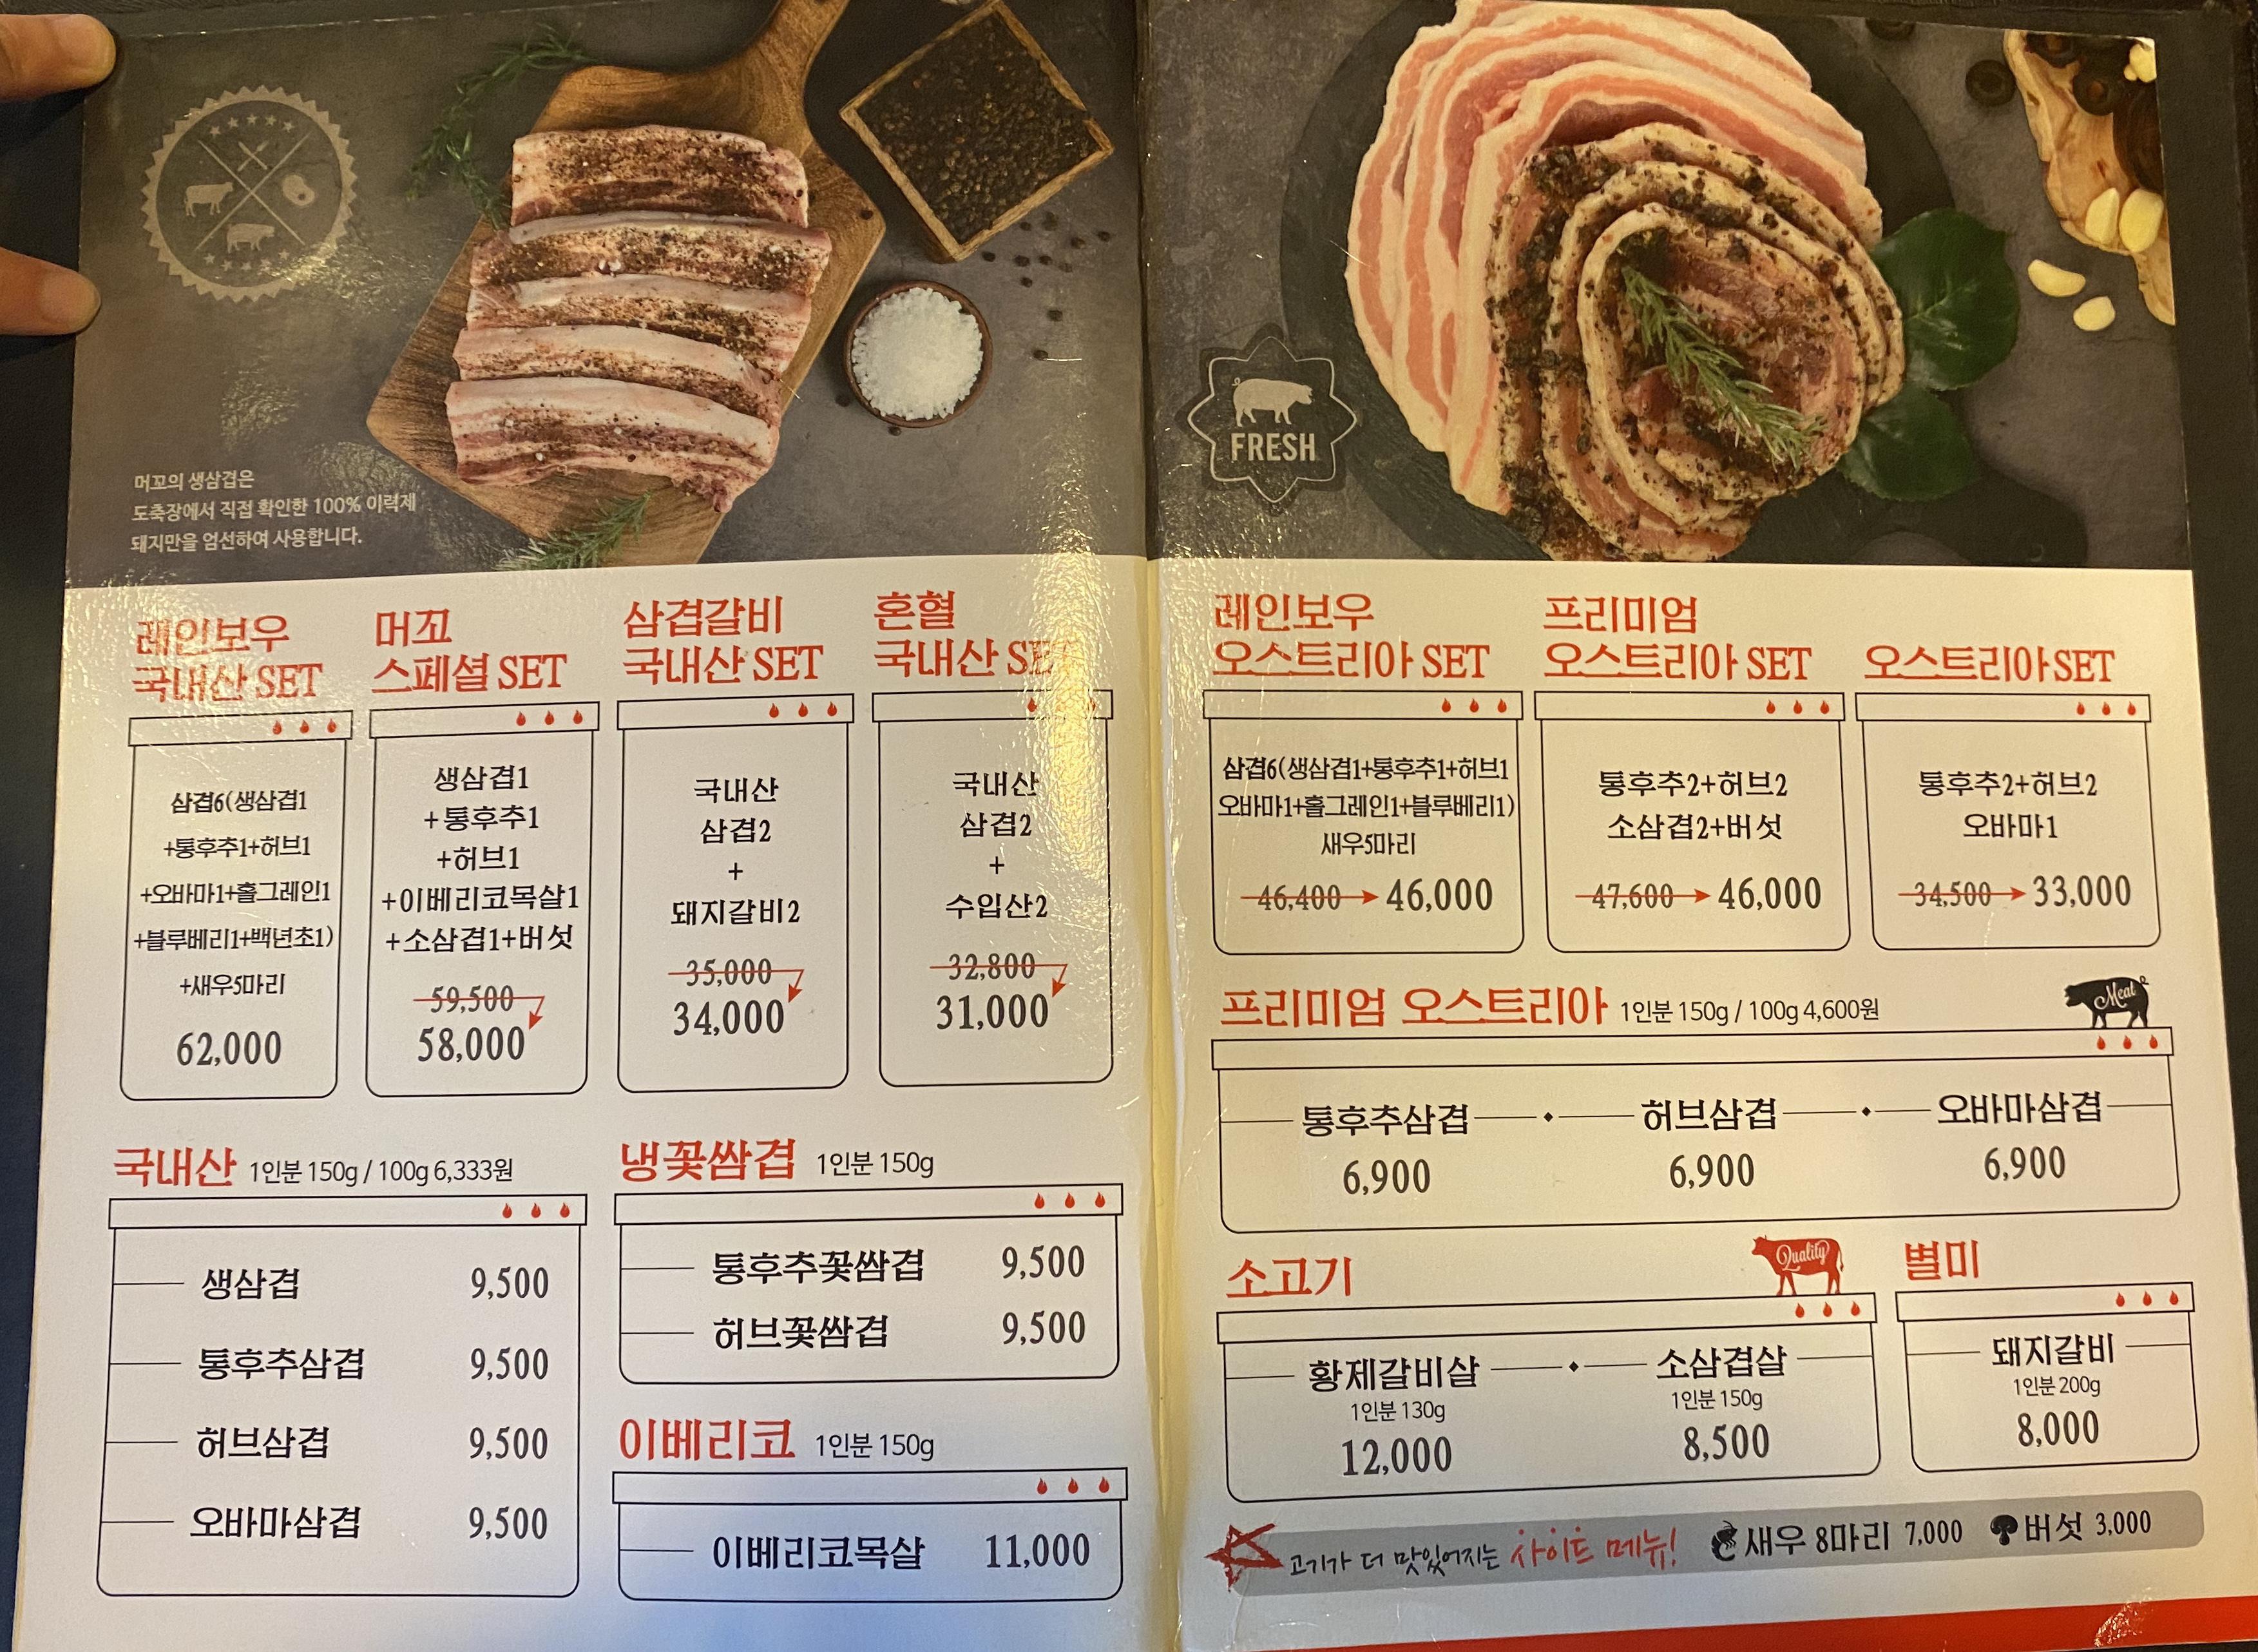 머꼬의 생삼겹은
도축장에서 직접 확인한 100% 이력제
돼지만을 엄선하여 사용합니다.
레인보우
국내산 SET
삼겹6(생삼겹1
+통후추1+허브1
+오바마1+홀그레인1
+블루베리1+백년초1)
+새우5마리
62,000
머꼬
스페셜 SET
생삼겹1
+통후추1
+허브1
+이베리코목살1
+소삼겹1+버섯
59,500
58,000
삼겹갈비
국내산 SET
국내산
삼겹2
+
돼지갈비2
35,000
34,000
혼혈
국내산 SET
국내산
삼겹2
+
수입산2
32,800
31,000
국내산 1인분 150g / 100g 6,333원
생삼겹 9,500
통후추삼겹 9,500
허브삼겹 9,500
오바마삼겹 9,500
냉꽃쌈겹 1인분 150g
통후추꽃쌈겹 9,500
허브꽃쌈겹 9,500
이베리코 1인분 150g
이베리코목살 11,000
FRESH
레인보우
오스트리아 SET
삼겹6(생삼겹1+통후추1+허브1
오바마1+홀그레인1+블루베리1)
새우5마리
46,400 46,000
프리미엄
오스트리아 SET
통후추2+허브2
소삼겹2+버섯
47,600 46,000
오스트리아SET
통후추2+허브2
오바마1
34,500 33,000
프리미엄 오스트리아 1인분 150g / 100g 4,600원
Meat
통후추삼겹 허브삼겹 오바마삼겹
6,900 6,900 6,900
소고기
Quality
황제갈비살 소삼겹살
1인분 130g 1인분 150g
12,000 8,500
별미
돼지갈비
1인분 200g
8,000
고기가 더 맛있어지는 사이트 메뉴! 새우 8마리 7,000 버섯 3,000